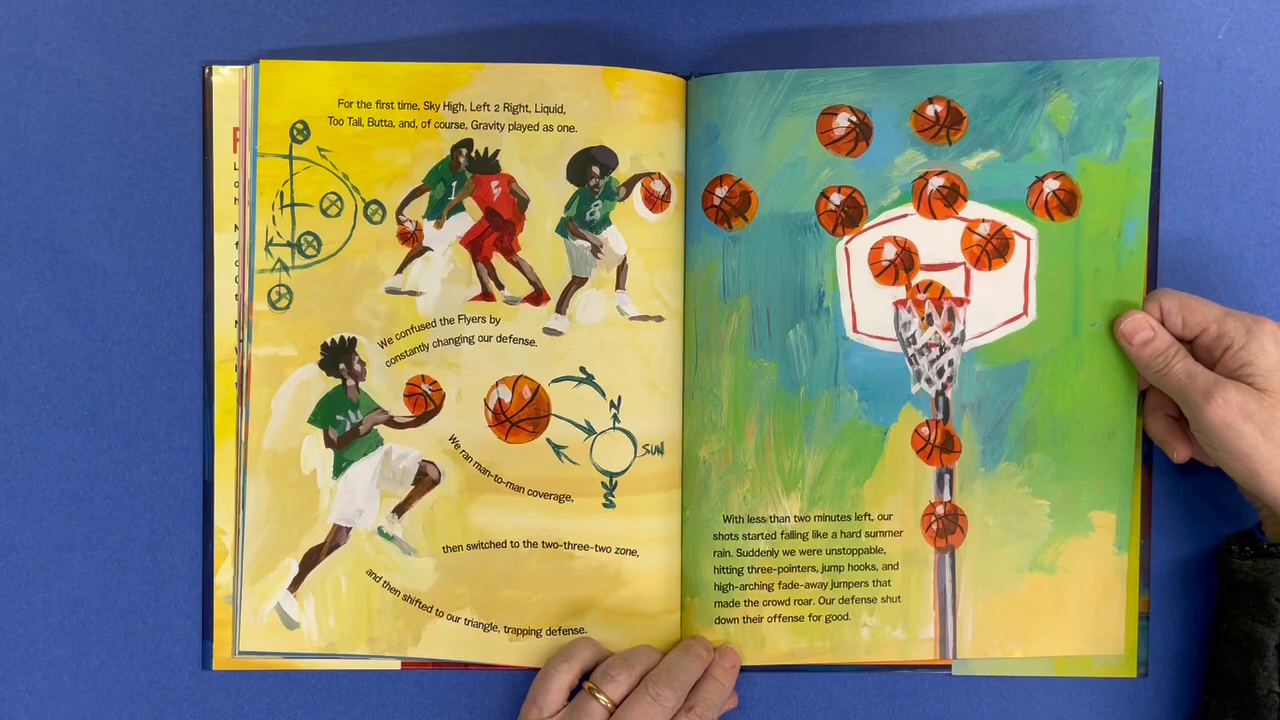 For the first time, Sky High, Left 2 Right, Liquid,
Too Tall, Butta, and, of course, Gravity played as one.
1
5
8
We confused the Flyers by
constantly changing our defense.
N
SUN
S
We ran man-to-man coverage,
then switched to the two-three-two zone,
and then shifted to our triangle, trapping defense.
With less than two minutes left, our
shots started falling like a hard summer
rain. Suddenly we were unstoppable,
hitting three-pointers, jump hooks, and
high-arching fade-away jumpers that
made the crowd roar. Our defense shut
down their offense for good.